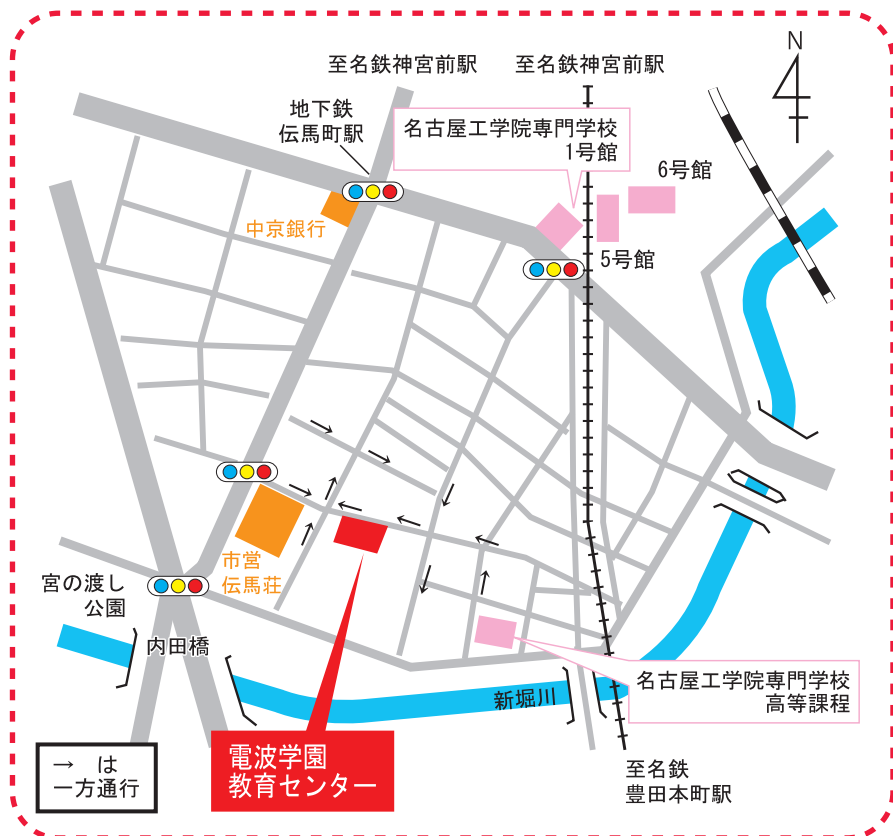 至名鉄神宮前駅
至名鉄神宮前駅
N
地下鉄
伝馬町駅
名古屋工学院専門学校
1号館
6号館
中京銀行
5号館
市営
伝馬荘
宮の渡し
公園
内田橋
新堀川
名古屋工学院専門学校
高等課程
電波学園
教育センター
→ は
一方通行
至名鉄
豊田本町駅